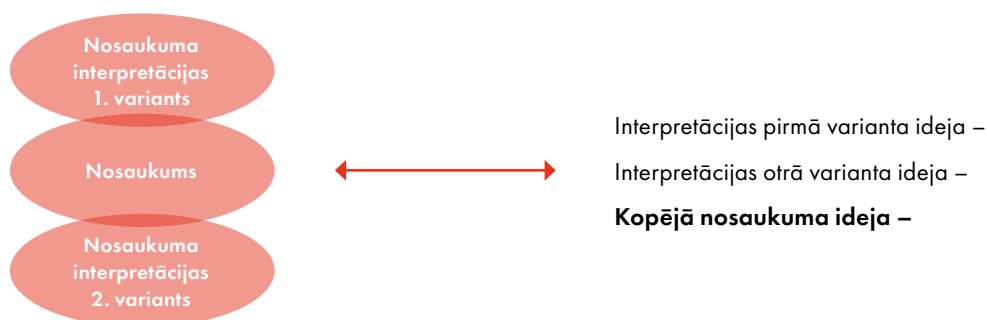 Nosaukuma
interpretācijas
1. variants
Nosaukums
Nosaukuma
interpretācijas
2. variants
Interpretācijas pirmā varianta ideja –
Interpretācijas otrā varianta ideja –
Kopējā nosaukuma ideja –